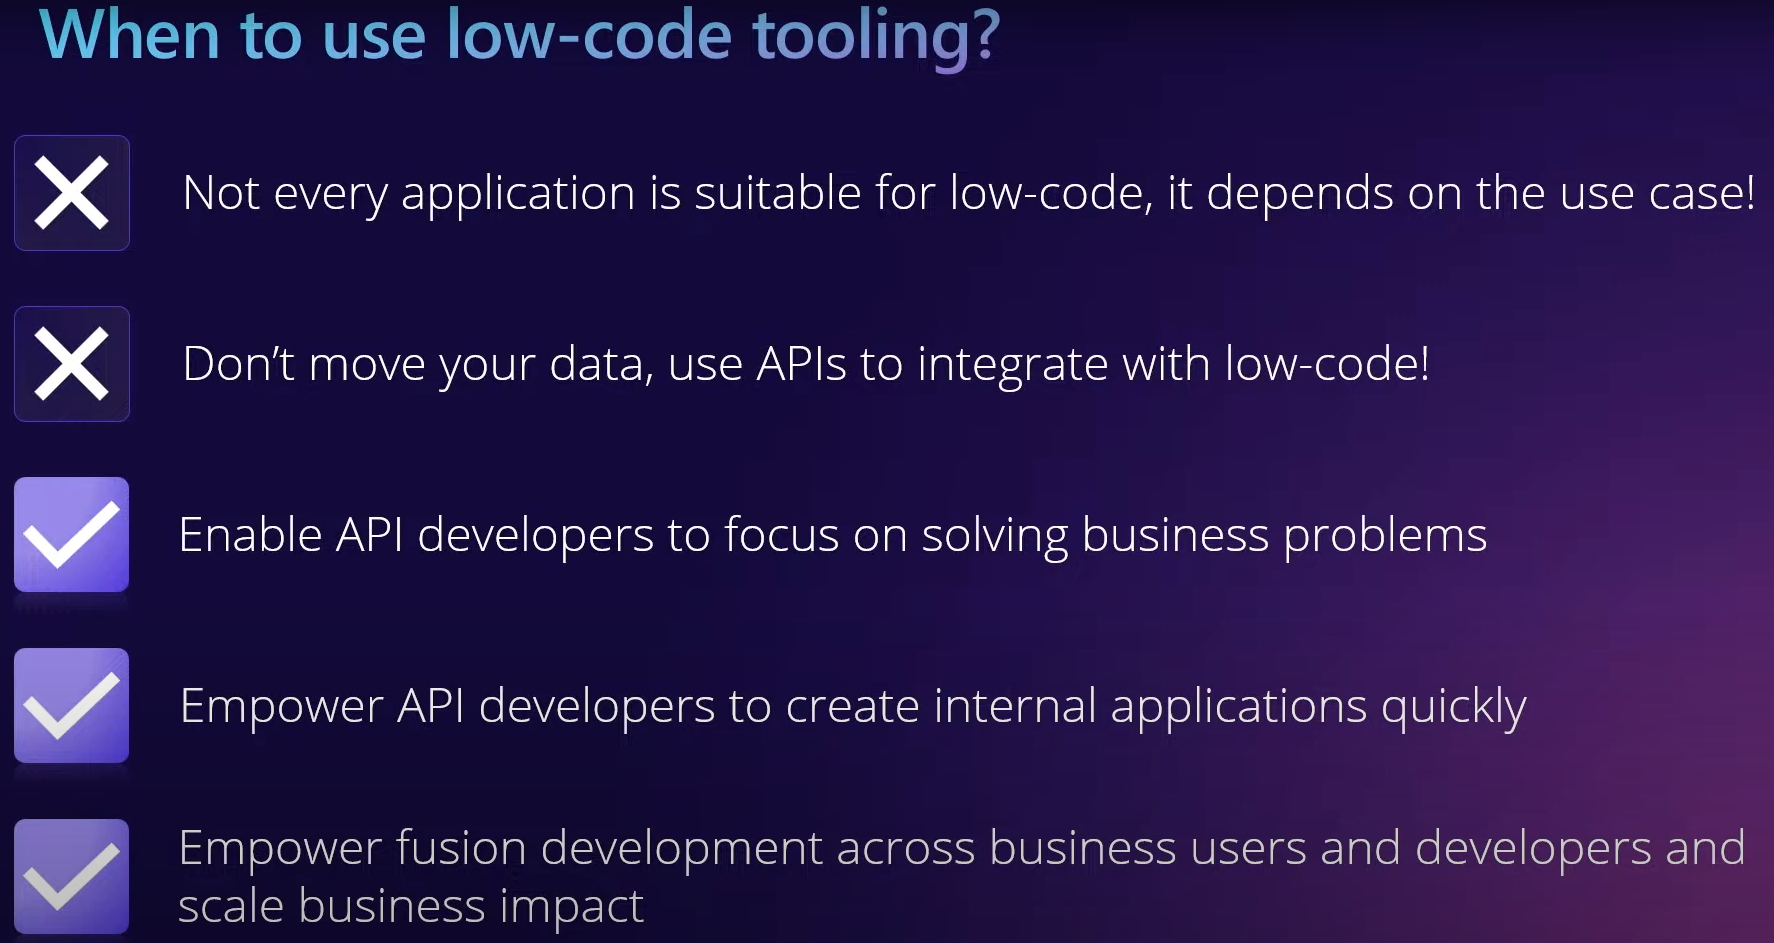 When to use low-code tooling?
Not every application is suitable for low-code, it depends on the use case!
Don’t move your data, use APIs to integrate with low-code!
Enable API developers to focus on solving business problems
Empower API developers to create internal applications quickly
Empower fusion development across business users and developers and
scale business impact